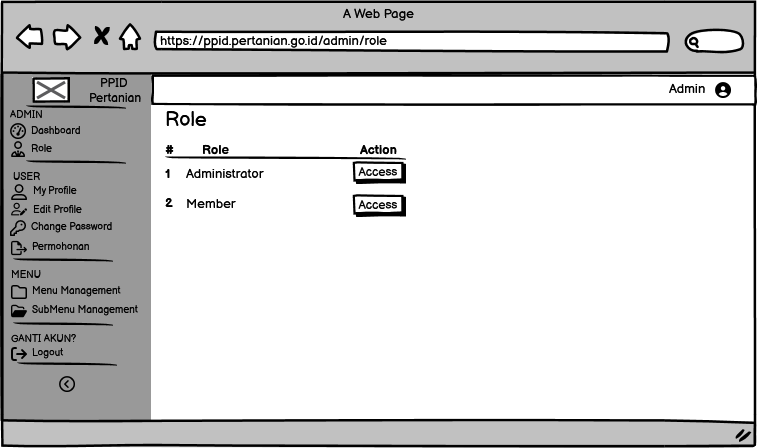 A Web Page
https://ppid.pertanian.go.id/admin/role
PPID
Pertanian
Admin
ADMIN
Dashboard
Role
USER
My Profile
Edit Profile
Change Password
Permohonan
MENU
Menu Management
SubMenu Management
GANTI AKUN?
Logout
Role
# Role Action
1 Administrator Access
2 Member Access